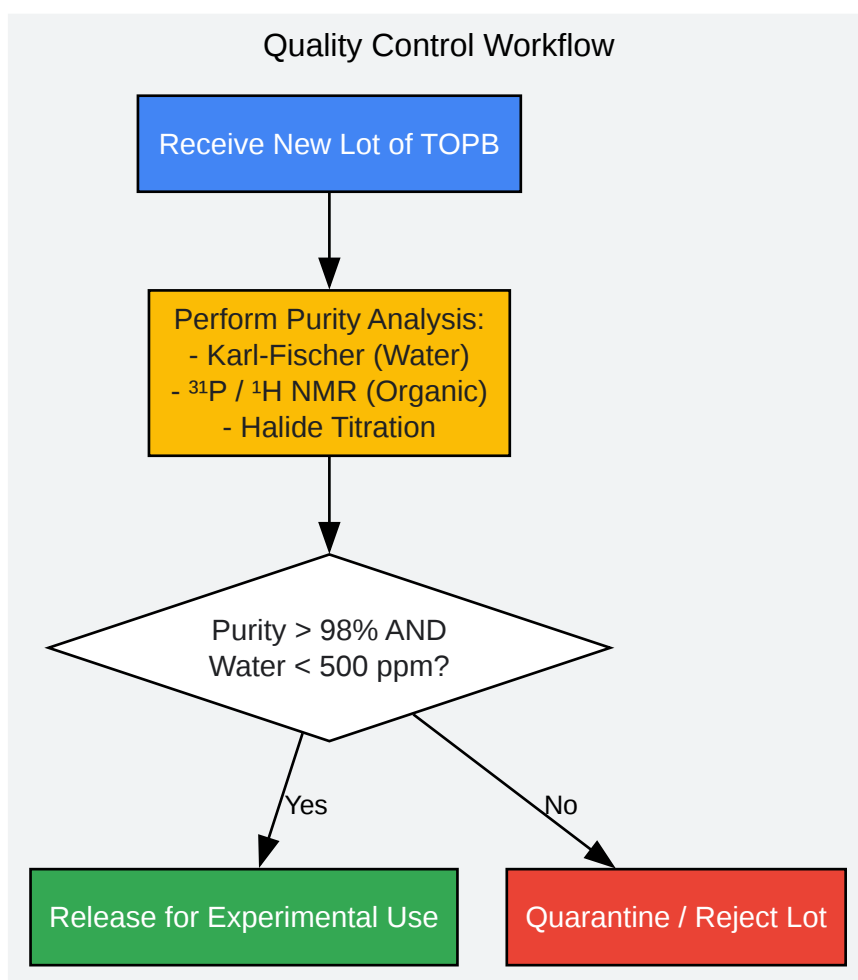 Quality Control Workflow
Receive New Lot of TOPB
Perform Purity Analysis:
- Karl-Fischer (Water)
- ³¹P / ¹H NMR (Organic)
- Halide Titration
Purity > 98% AND
Water < 500 ppm?
Yes
No
Release for Experimental Use
Quarantine / Reject Lot